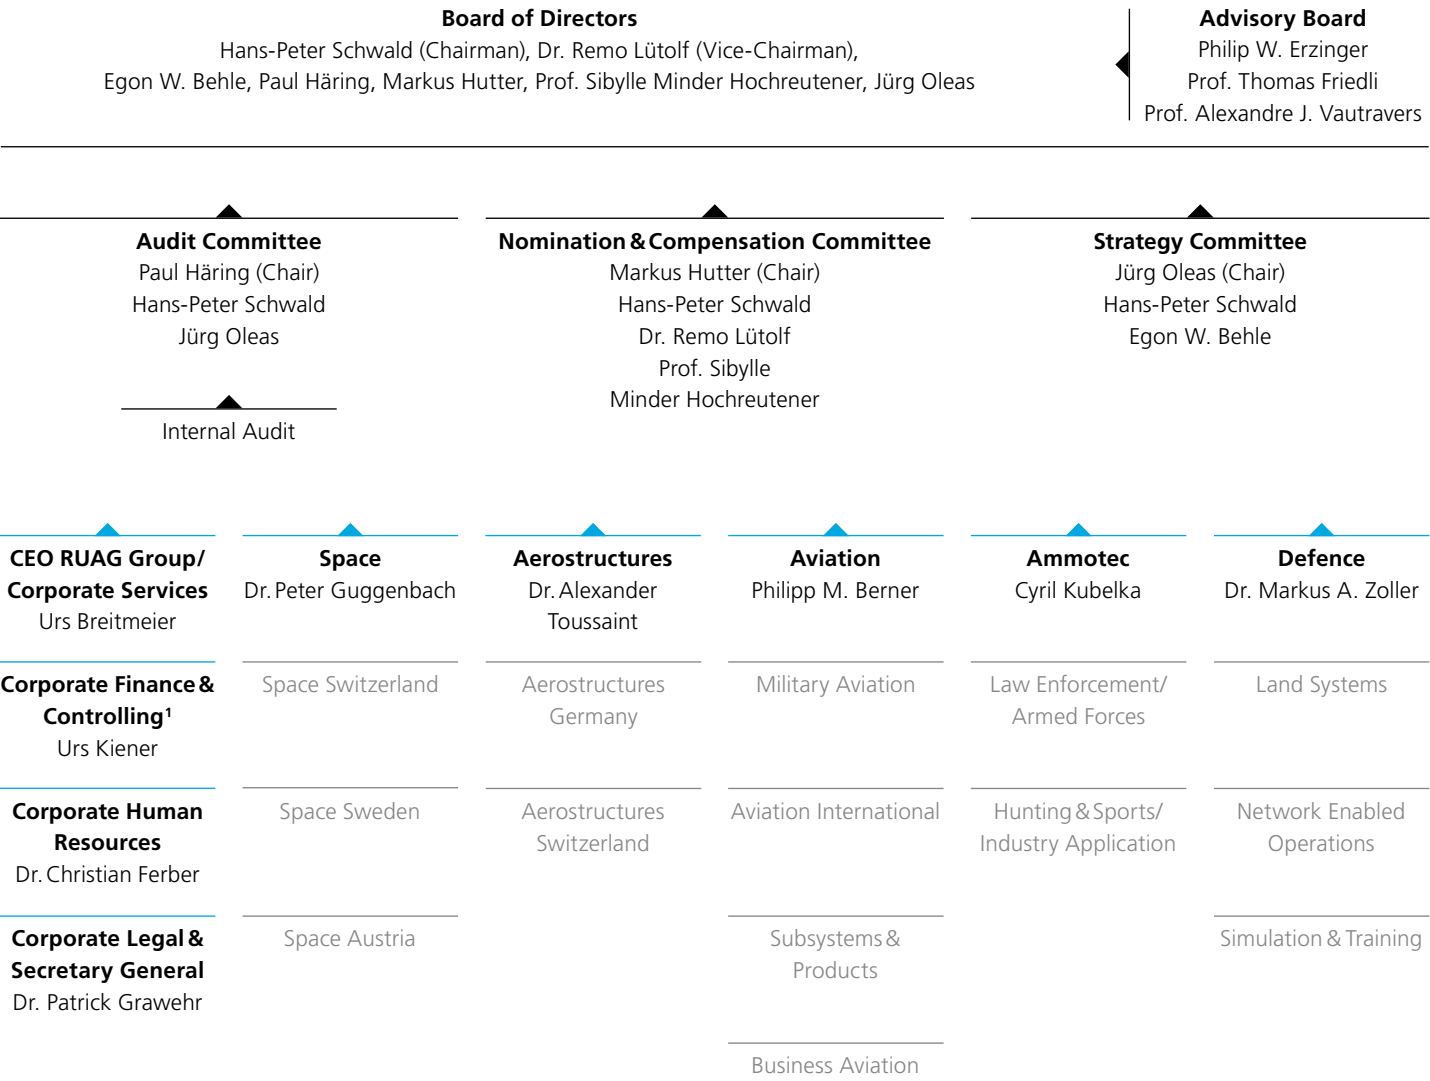 Board of Directors
Hans-Peter Schwald (Chairman), Dr. Remo Lütolf (Vice-Chairman),
Egon W. Behle, Paul Häring, Markus Hutter, Prof. Sibylle Minder Hochreutener, Jürg Oleas
Advisory Board
Philip W. Erzinger
Prof. Thomas Friedli
Prof. Alexandre J. Vautravers
Audit Committee
Paul Häring (Chair)
Hans-Peter Schwald
Jürg Oleas
Internal Audit
Nomination & Compensation Committee
Markus Hutter (Chair)
Hans-Peter Schwald
Dr. Remo Lütolf
Prof. Sibylle
Minder Hochreutener
Strategy Committee
Jürg Oleas (Chair)
Hans-Peter Schwald
Egon W. Behle
CEO RUAG Group/
Corporate Services
Urs Breitmeier
Corporate Finance &
Controlling¹
Urs Kiener
Corporate Human
Resources
Dr. Christian Ferber
Corporate Legal &
Secretary General
Dr. Patrick Grawehr
Space
Dr. Peter Guggenbach
Space Switzerland
Space Sweden
Space Austria
Aerostructures
Dr. Alexander
Toussaint
Aerostructures
Germany
Aerostructures
Switzerland
Aviation
Philipp M. Berner
Military Aviation
Aviation International
Subsystems &
Products
Business Aviation
Ammotec
Cyril Kubelka
Law Enforcement/
Armed Forces
Hunting & Sports/
Industry Application
Defence
Dr. Markus A. Zoller
Land Systems
Network Enabled
Operations
Simulation & Training